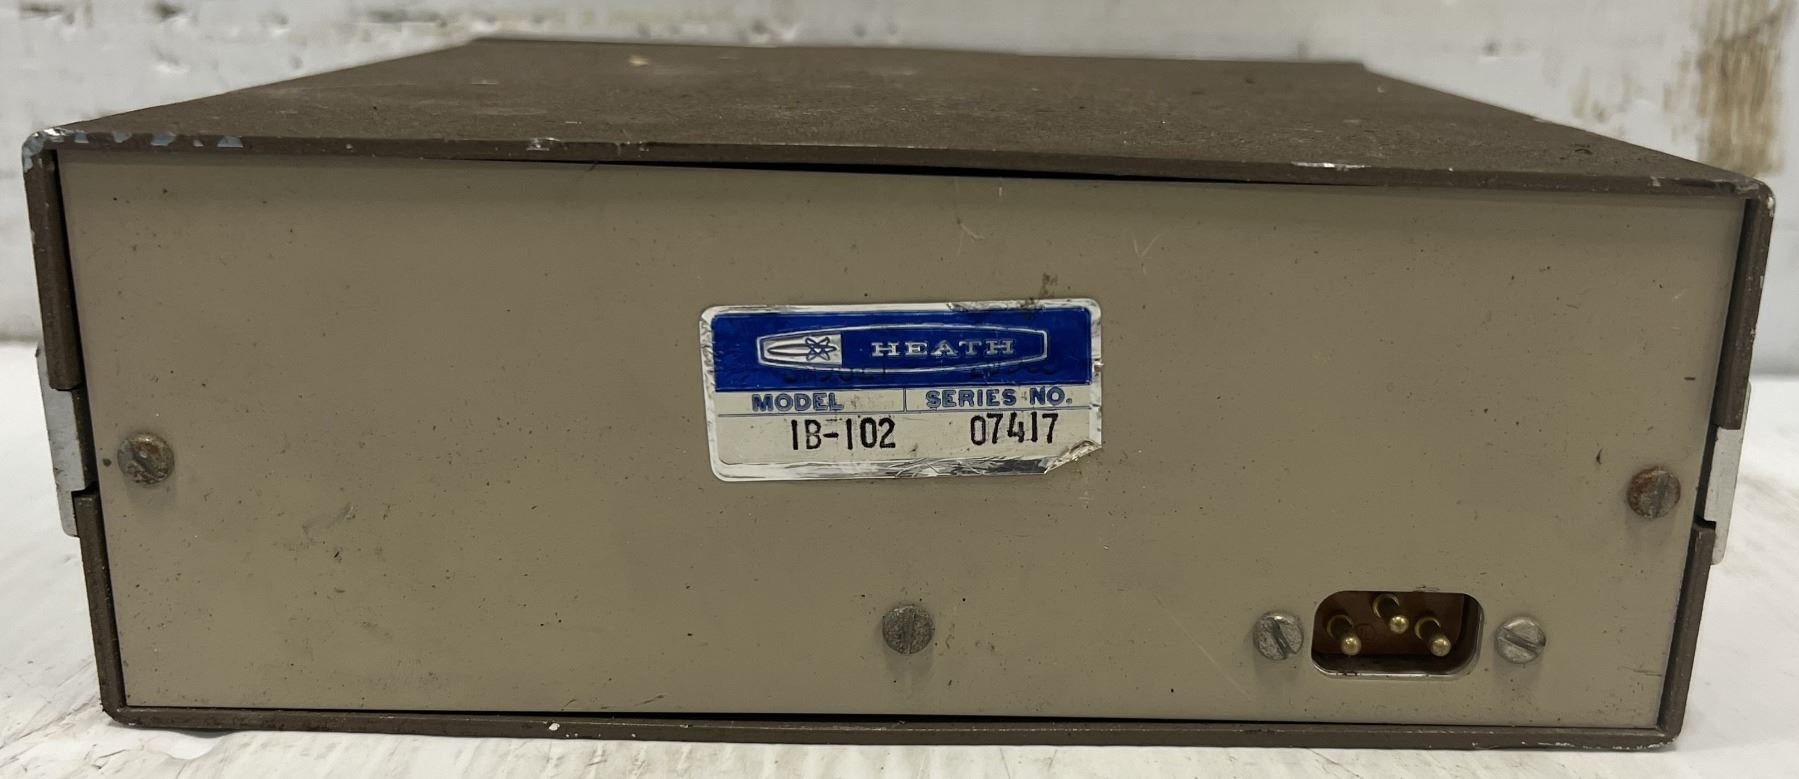 HEATH
MODEL SERIES NO.
IB-102 07417